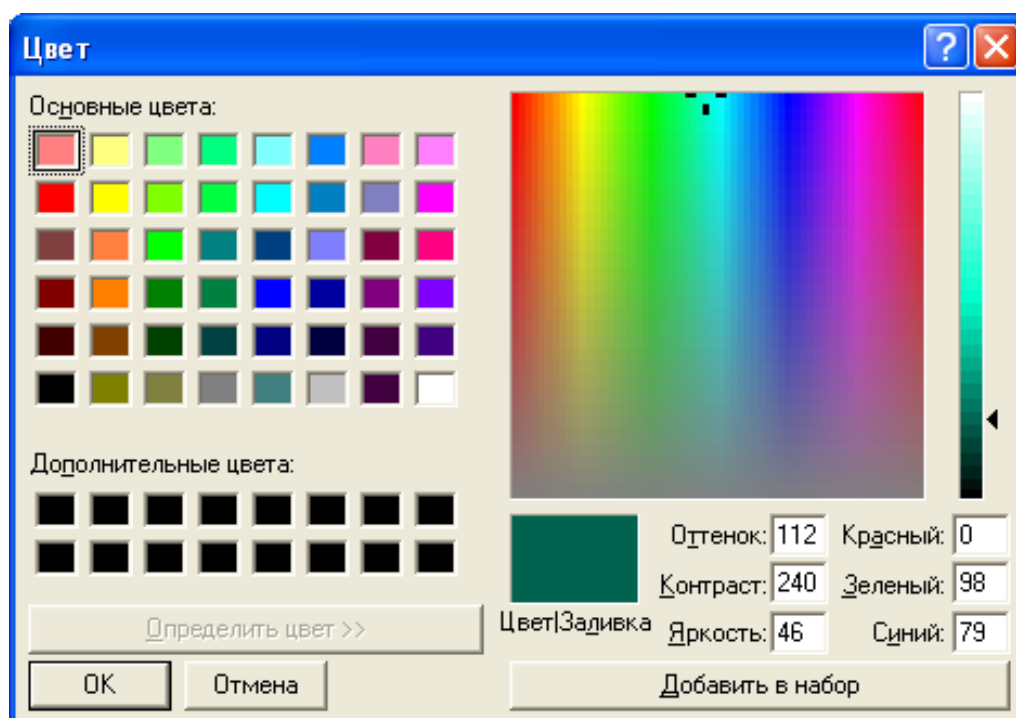 Цвет
Основные цвета:
Дополнительные цвета:
Определить цвет >>
OK
Отмена
Цвет|Заливка
Оттенок: 112
Контраст: 240
Яркость: 46
Красный: 0
Зеленый: 98
Синий: 79
Добавить в набор